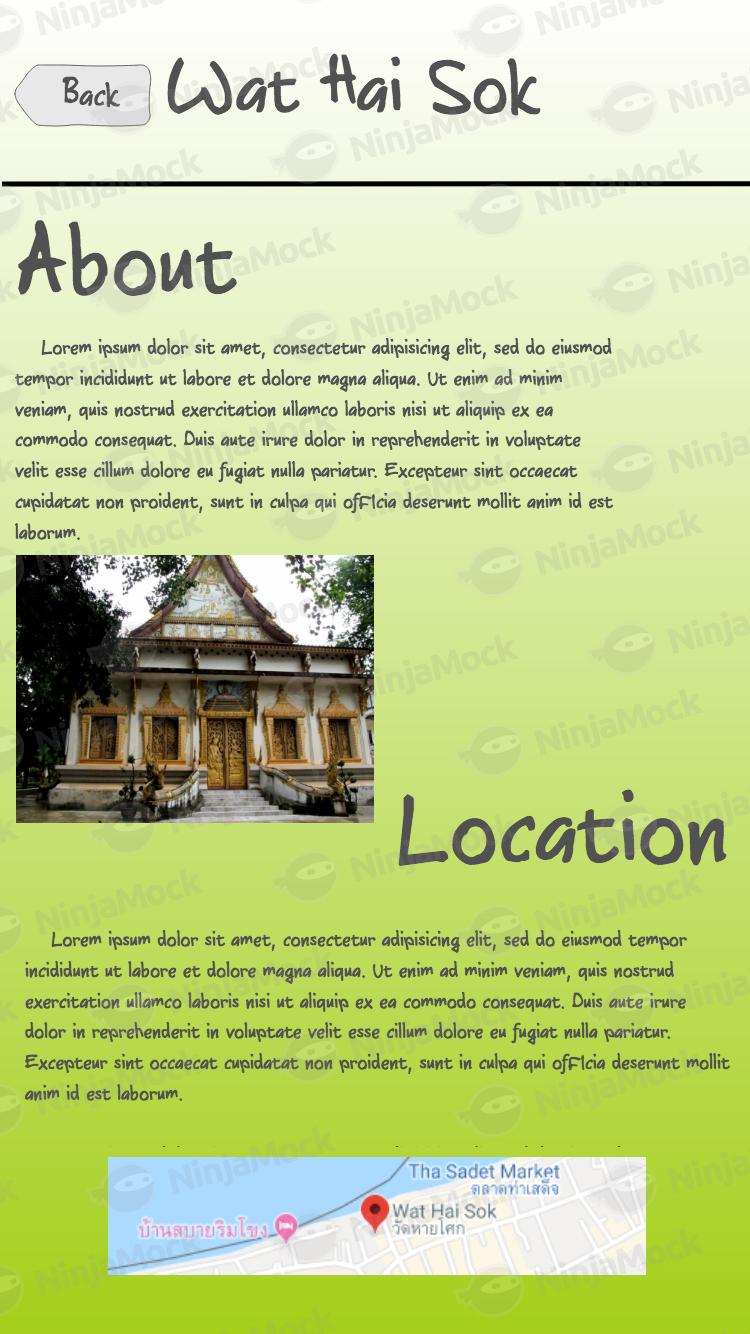 Back
Wat Hai Sok
About
Lorem ipsum dolor sit amet, consectetur adipisicing elit, sed do eiusmod
tempor incididunt ut labore et dolore magna aliqua. Ut enim ad minim
veniam, quis nostrud exercitation ullamco laboris nisi ut aliquip ex ea
commodo consequat. Duis aute irure dolor in reprehenderit in voluptate
velit esse cillum dolore eu fugiat nulla pariatur. Excepteur sint occaecat
cupidatat non proident, sunt in culpa qui officia deserunt mollit anim id est
laborum.
Location
Lorem ipsum dolor sit amet, consectetur adipisicing elit, sed do eiusmod tempor
incididunt ut labore et dolore magna aliqua. Ut enim ad minim veniam, quis nostrud
exercitation ullamco laboris nisi ut aliquip ex ea commodo consequat. Duis aute irure
dolor in reprehenderit in voluptate velit esse cillum dolore eu fugiat nulla pariatur.
Excepteur sint occaecat cupidatat non proident, sunt in culpa qui officia deserunt mollit
anim id est laborum.
Tha Sadet Market
ตลาดท่าเสด็จ
Wat Hai Sok
วัดหายโศก
บ้านสบายริมโขง
NinjaMock